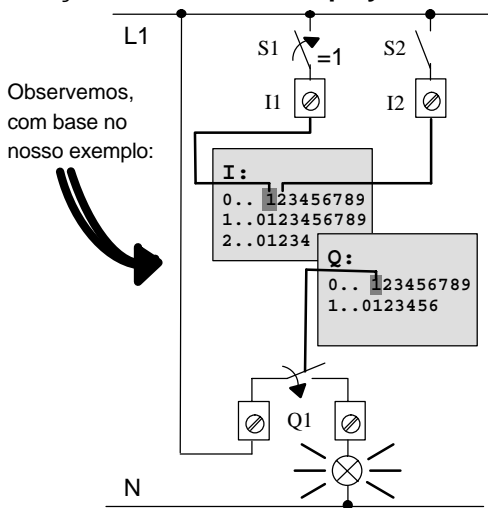 L1
S1
=1
S2
Observemos,
com base no
nosso exemplo:
I1
I2
I:
0.. 123456789
1..0123456789
2..01234
Q:
0.. 123456789
1..0123456
Q1
N